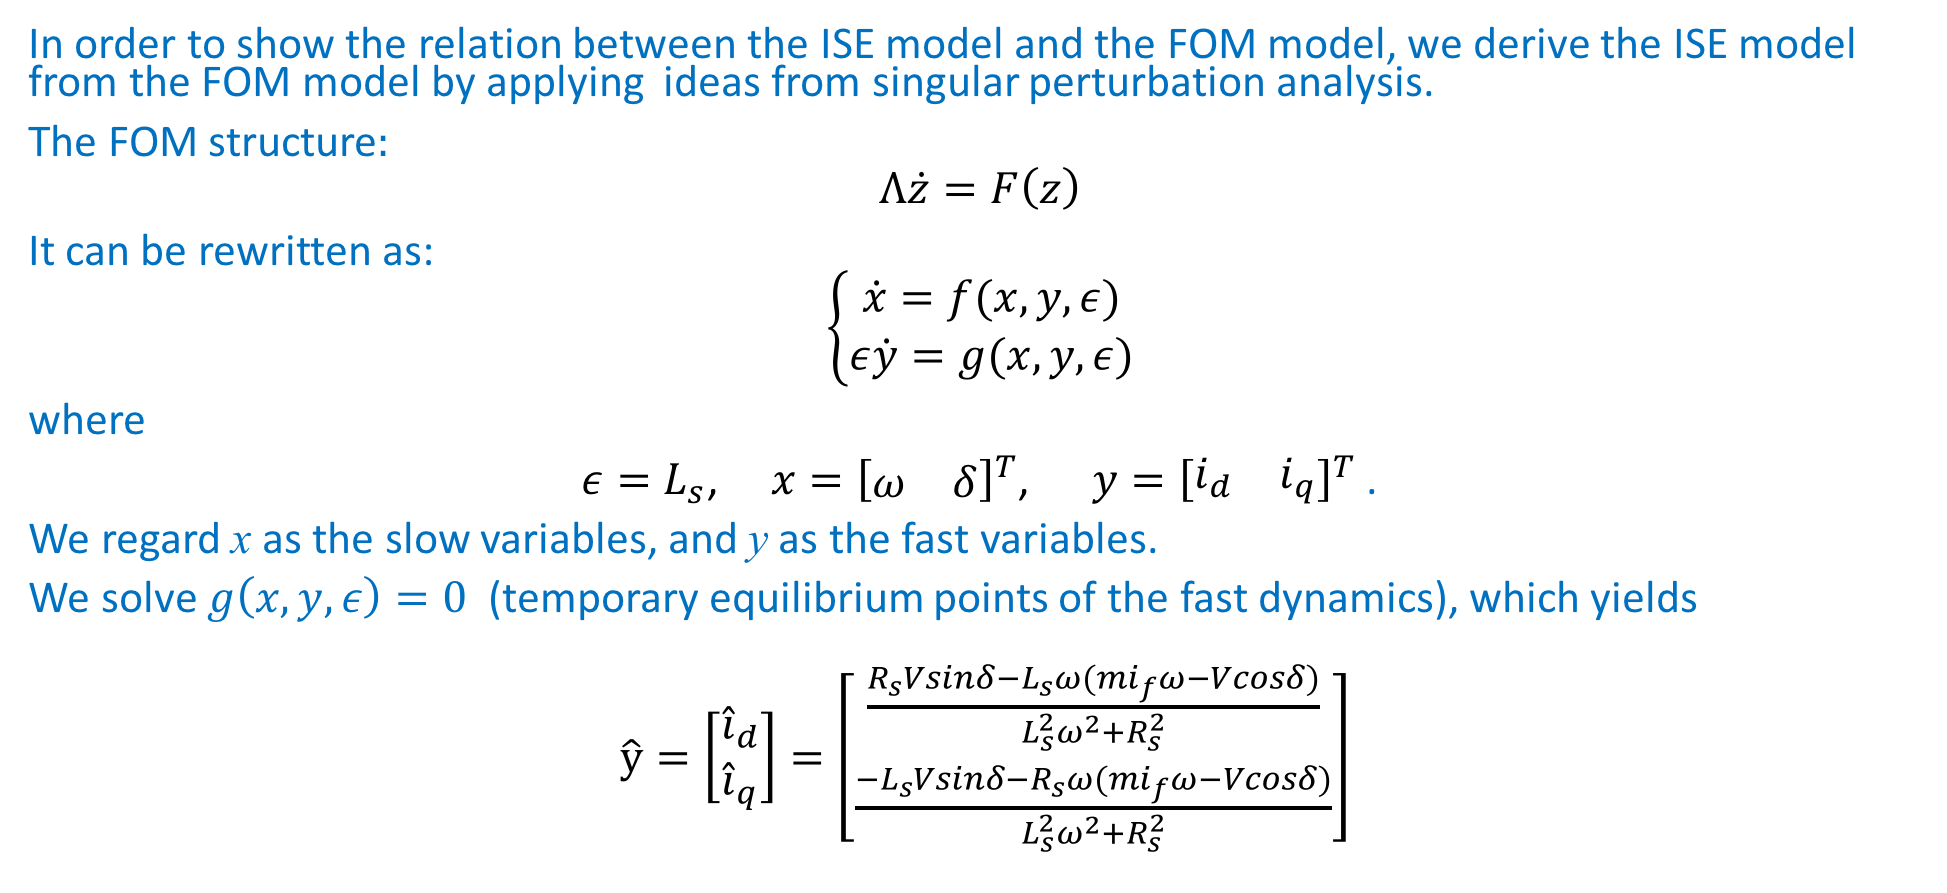 In order to show the relation between the ISE model and the FOM model, we derive the ISE model
from the FOM model by applying ideas from singular perturbation analysis.
The FOM structure:
Λż = F(z)
It can be rewritten as:
ẋ = f(x, y, ϵ)
ϵẏ = g(x, y, ϵ)
where
ϵ = L_s, x = [ω δ]^T, y = [i_d i_q]^T .
We regard x as the slow variables, and y as the fast variables.
We solve g(x, y, ϵ) = 0 (temporary equilibrium points of the fast dynamics), which yields
ŷ = [î_d î_q] = [(R_sVsinδ−L_sω(mi_fω−Vcosδ))/(L_s^2ω^2+R_s^2)
(−L_sVsinδ−R_sω(mi_fω−Vcosδ))/(L_s^2ω^2+R_s^2)]